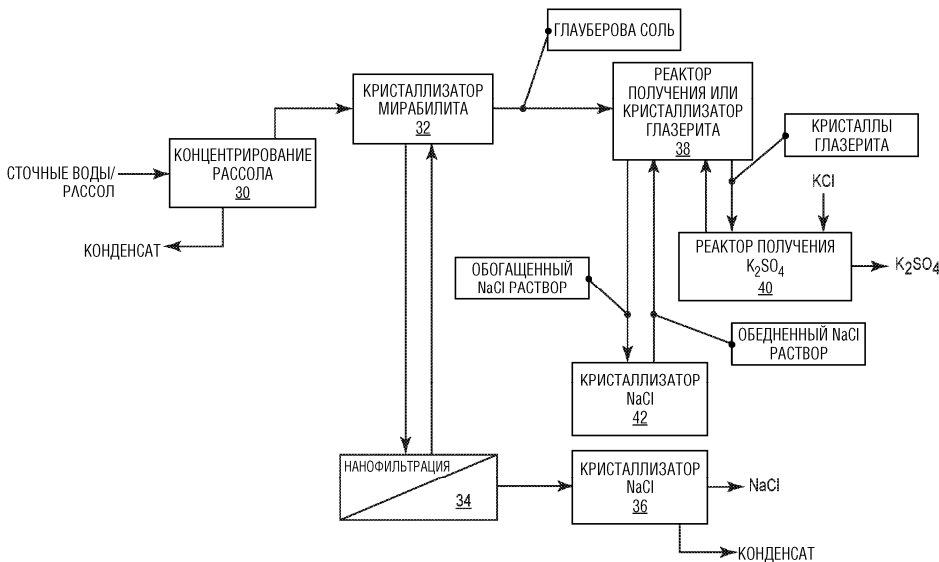 ГЛАУБЕРОВА СОЛЬ
КРИСТАЛЛИЗАТОР
МИРАБИЛИТА
32
РЕАКТОР
ПОЛУЧЕНИЯ ИЛИ
КРИСТАЛЛИЗАТОР
ГЛАЗЕРИТА
38
КРИСТАЛЛЫ
ГЛАЗЕРИТА
СТОЧНЫЕ ВОДЫ/
РАССОЛ
КОНЦЕНТРИРОВАНИЕ
РАССОЛА
30
КОНДЕНСАТ
KCl
РЕАКТОР ПОЛУЧЕНИЯ
K2SO4
40
K2SO4
ОБОГАЩЕННЫЙ
NaCl РАСТВОР
ОБЕДНЕННЫЙ NaCl
РАСТВОР
КРИСТАЛЛИЗАТОР
NaCl
42
НАНОФИЛЬТРАЦИЯ
34
КРИСТАЛЛИЗАТОР
NaCl
36
NaCl
КОНДЕНСАТ